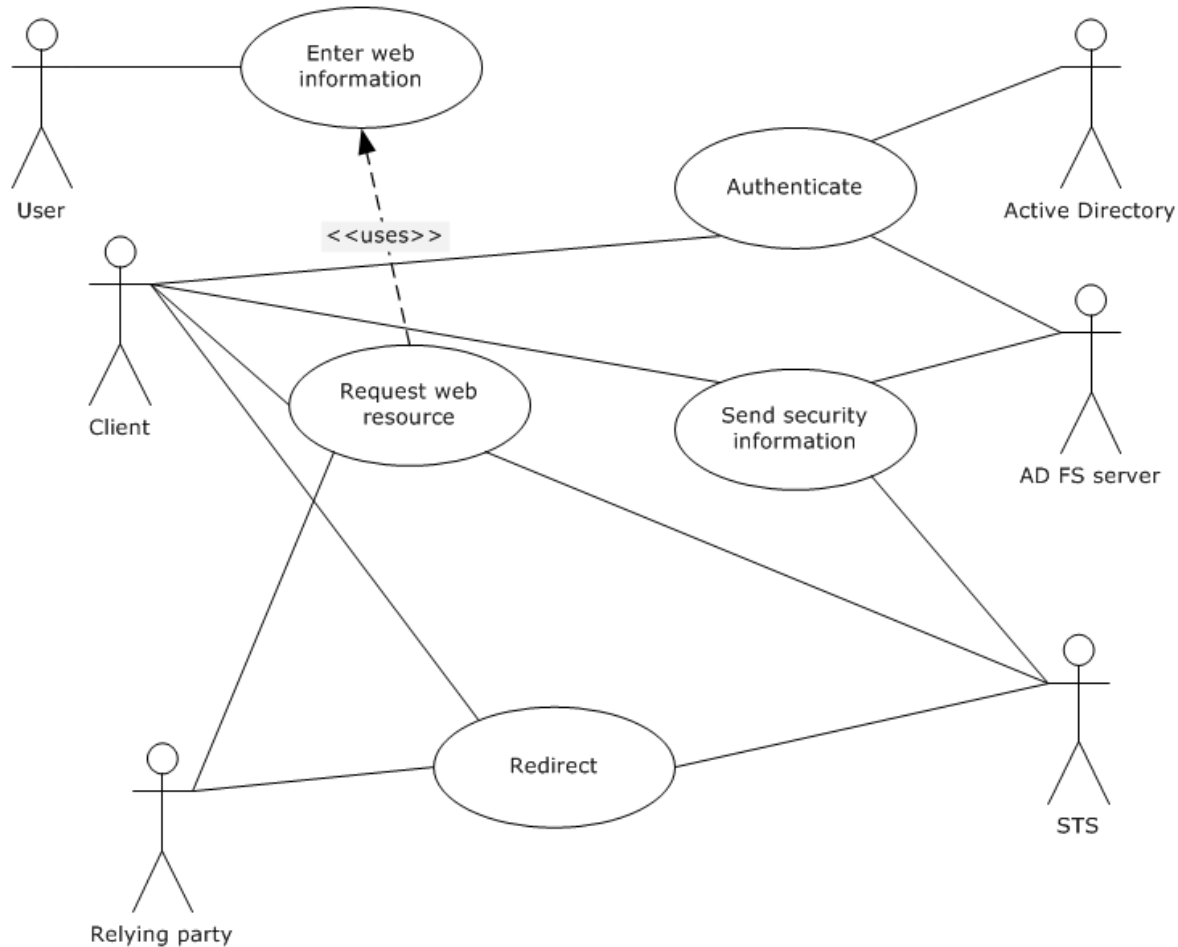 Enter web
information
User
Authenticate
Active Directory
<<uses>>
Client
Request web
resource
Send security
information
AD FS server
Redirect
STS
Relying party